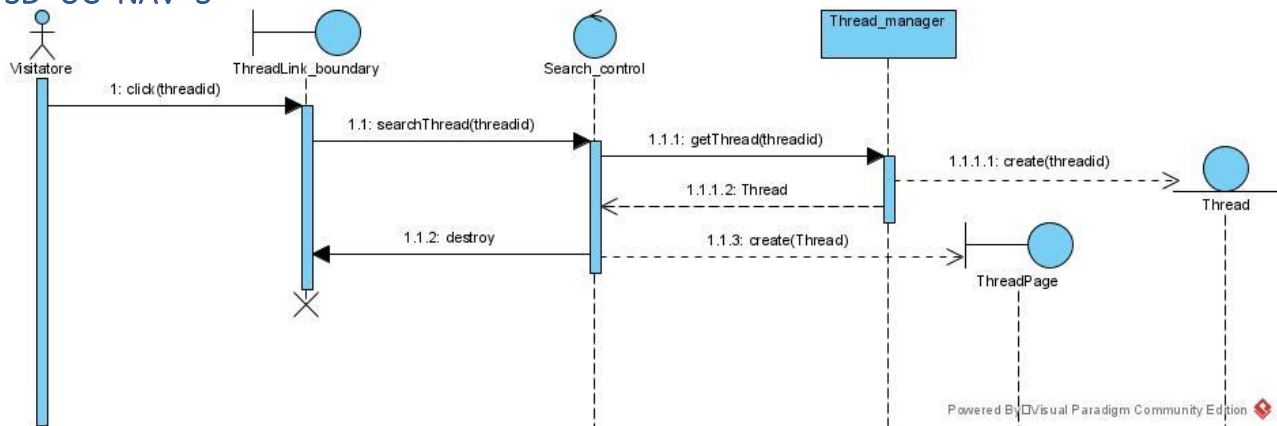 SD UC NAV 3
Visitatore
ThreadLink_boundary
Search_control
Thread_manager
1: click(threadid)
1.1: searchThread(threadid)
1.1.1: getThread(threadid)
1.1.1.1: create(threadid)
1.1.1.2: Thread
Thread
1.1.2: destroy
1.1.3: create(Thread)
ThreadPage
Powered By Visual Paradigm Community Edition